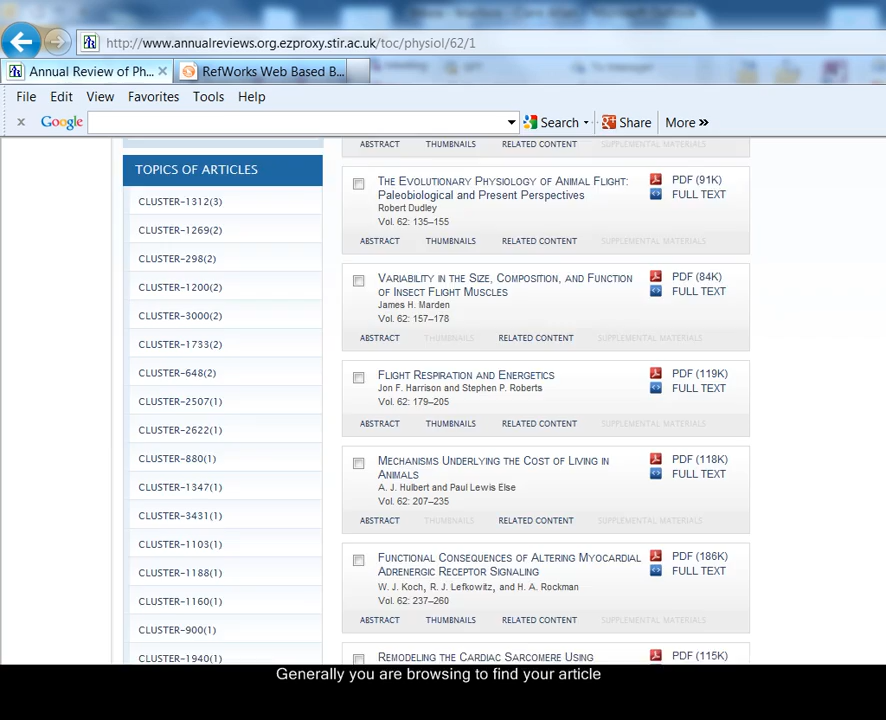 http://www.annualreviews.org.ezproxy.stir.ac.uk/toc/physiol/62/1
Annual Review of Ph... × RefWorks Web Based B...
File Edit View Favorites Tools Help
x Google Search Share More »
ABSTRACT THUMBNAILS RELATED CONTENT SUPPLEMENTAL MATERIALS
TOPICS OF ARTICLES
CLUSTER-1312(3)
CLUSTER-1269(2)
CLUSTER-298(2)
CLUSTER-1200(2)
CLUSTER-3000(2)
CLUSTER-1733(2)
CLUSTER-648(2)
CLUSTER-2507(1)
CLUSTER-2622(1)
CLUSTER-880(1)
CLUSTER-1347(1)
CLUSTER-3431(1)
CLUSTER-1103(1)
CLUSTER-1188(1)
CLUSTER-1160(1)
CLUSTER-900(1)
CLUSTER-1940(1)
THE EVOLUTIONARY PHYSIOLOGY OF ANIMAL FLIGHT: PDF (91K)
Paleobiological and Present Perspectives FULL TEXT
Robert Dudley
Vol. 62: 135–155
ABSTRACT THUMBNAILS RELATED CONTENT SUPPLEMENTAL MATERIALS
VARIABILITY IN THE SIZE, COMPOSITION, AND FUNCTION PDF (84K)
OF INSECT FLIGHT MUSCLES FULL TEXT
James H. Marden
Vol. 62: 157–178
ABSTRACT THUMBNAILS RELATED CONTENT SUPPLEMENTAL MATERIALS
FLIGHT RESPIRATION AND ENERGETICS PDF (119K)
Jon F. Harrison and Stephen P. Roberts FULL TEXT
Vol. 62: 179–205
ABSTRACT THUMBNAILS RELATED CONTENT SUPPLEMENTAL MATERIALS
MECHANISMS UNDERLYING THE COST OF LIVING IN PDF (118K)
ANIMALS FULL TEXT
A. J. Hulbert and Paul Lewis Else
Vol. 62: 207–235
ABSTRACT THUMBNAILS RELATED CONTENT SUPPLEMENTAL MATERIALS
FUNCTIONAL CONSEQUENCES OF ALTERING MYOCARDIAL PDF (186K)
ADRENERGIC RECEPTOR SIGNALING FULL TEXT
W. J. Koch, R. J. Lefkowitz, and H. A. Rockman
Vol. 62: 237–260
ABSTRACT THUMBNAILS RELATED CONTENT SUPPLEMENTAL MATERIALS
REMODELING THE CARDIAC SARCOMERE USING PDF (115K)
Generally you are browsing to find your article